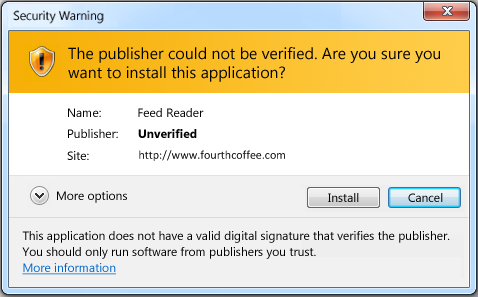 Security Warning
The publisher could not be verified. Are you sure you
want to install this application?
Name: Feed Reader
Publisher: Unverified
Site: http://www.fourthcoffee.com
More options Install Cancel
This application does not have a valid digital signature that verifies the publisher.
You should only run software from publishers you trust.
More information